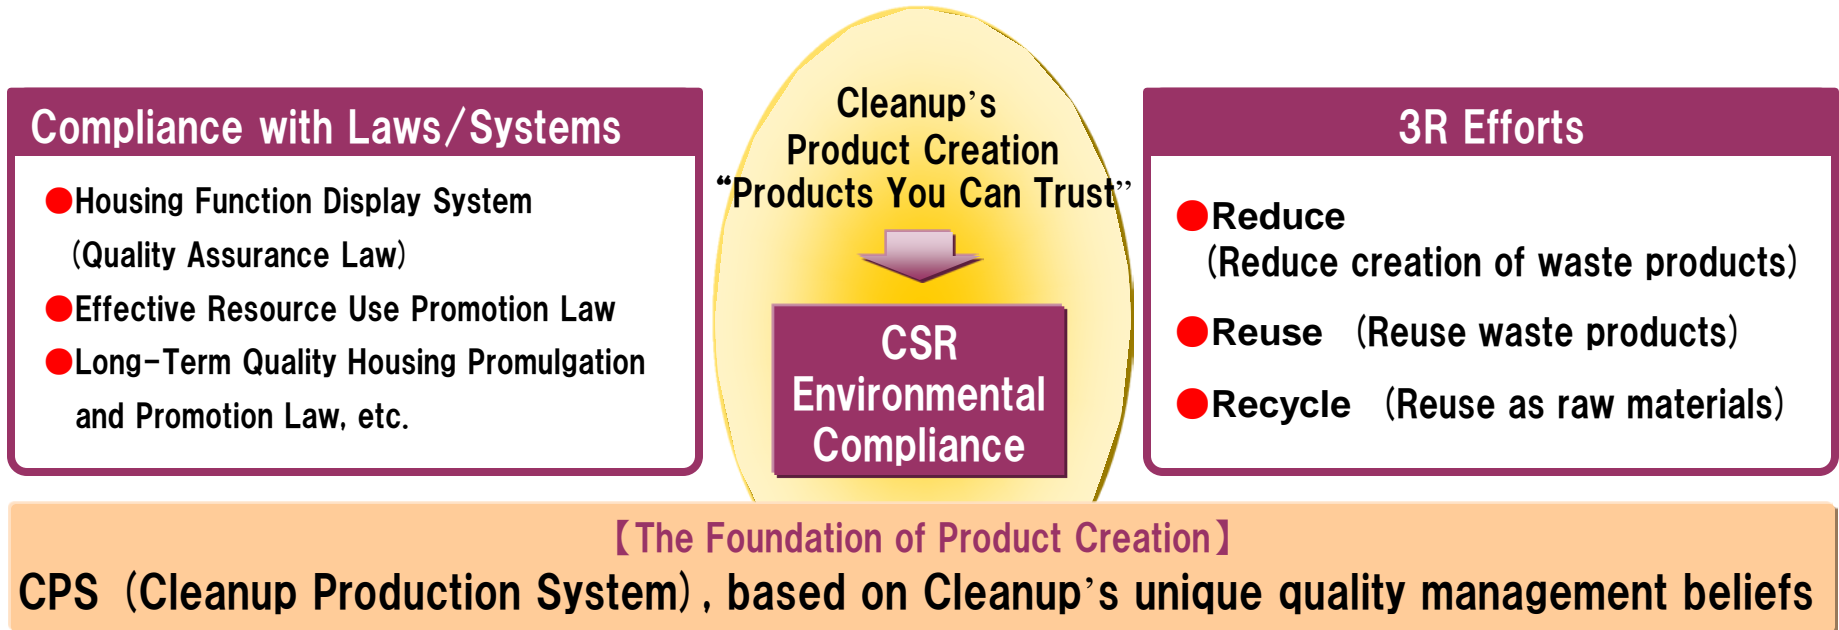 Compliance with Laws/Systems
●Housing Function Display System
(Quality Assurance Law)
●Effective Resource Use Promotion Law
●Long-Term Quality Housing Promulgation
and Promotion Law, etc.
Cleanup’s
Product Creation
“Products You Can Trust”
CSR
Environmental
Compliance
3R Efforts
●Reduce
(Reduce creation of waste products)
●Reuse (Reuse waste products)
●Recycle (Reuse as raw materials)
【The Foundation of Product Creation】
CPS (Cleanup Production System), based on Cleanup’s unique quality management beliefs